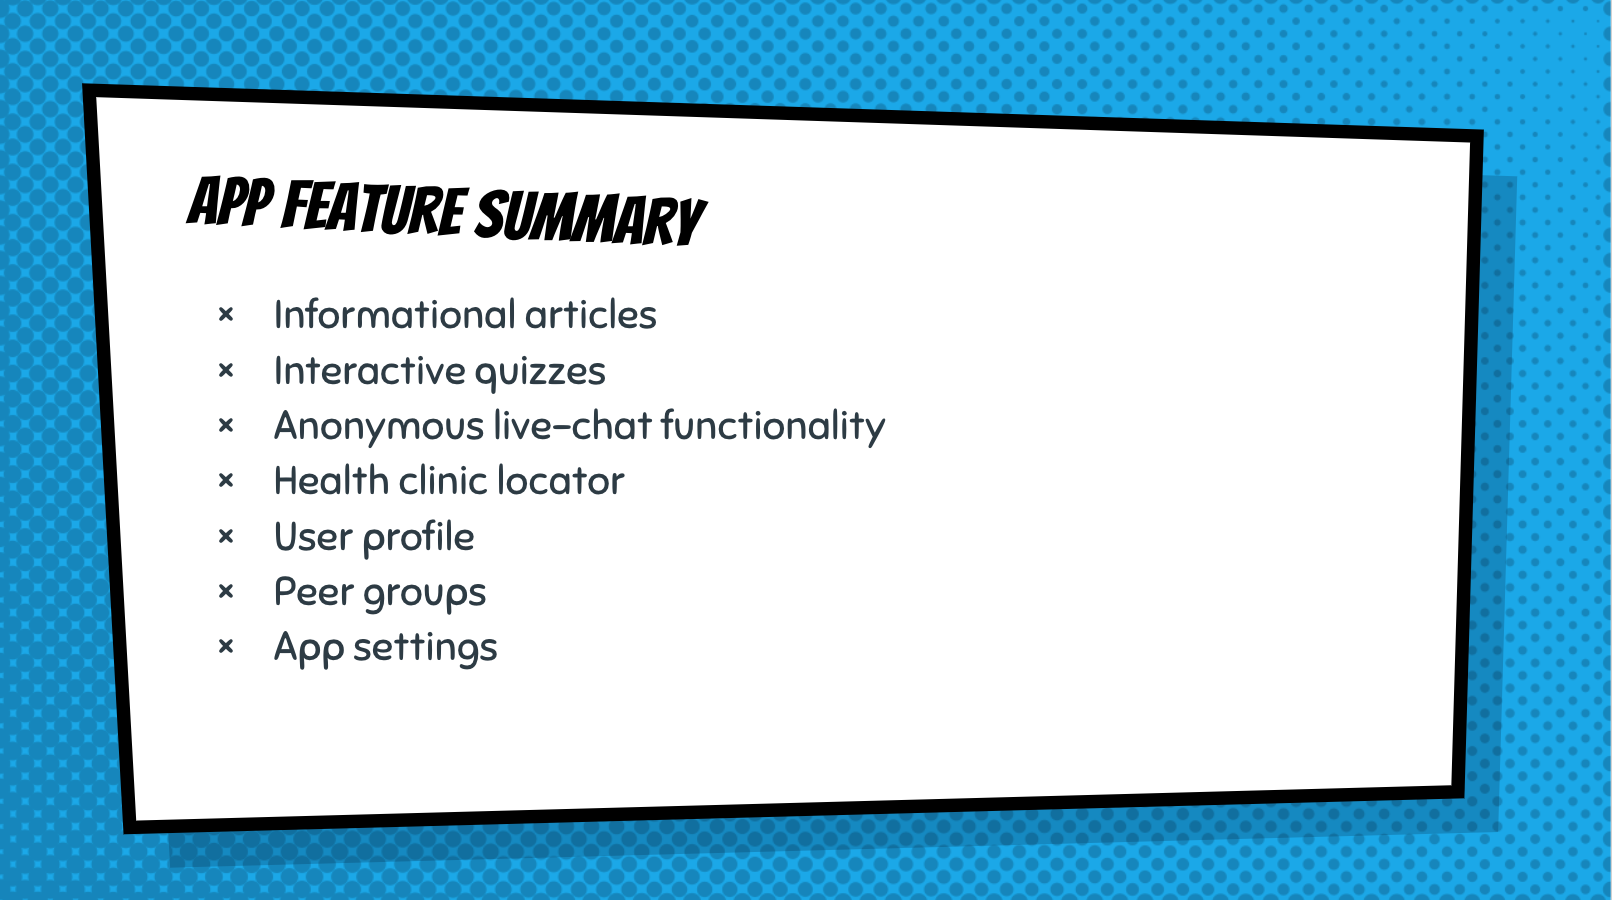 APP FEATURE SUMMARY
× Informational articles
× Interactive quizzes
× Anonymous live-chat functionality
× Health clinic locator
× User profile
× Peer groups
× App settings